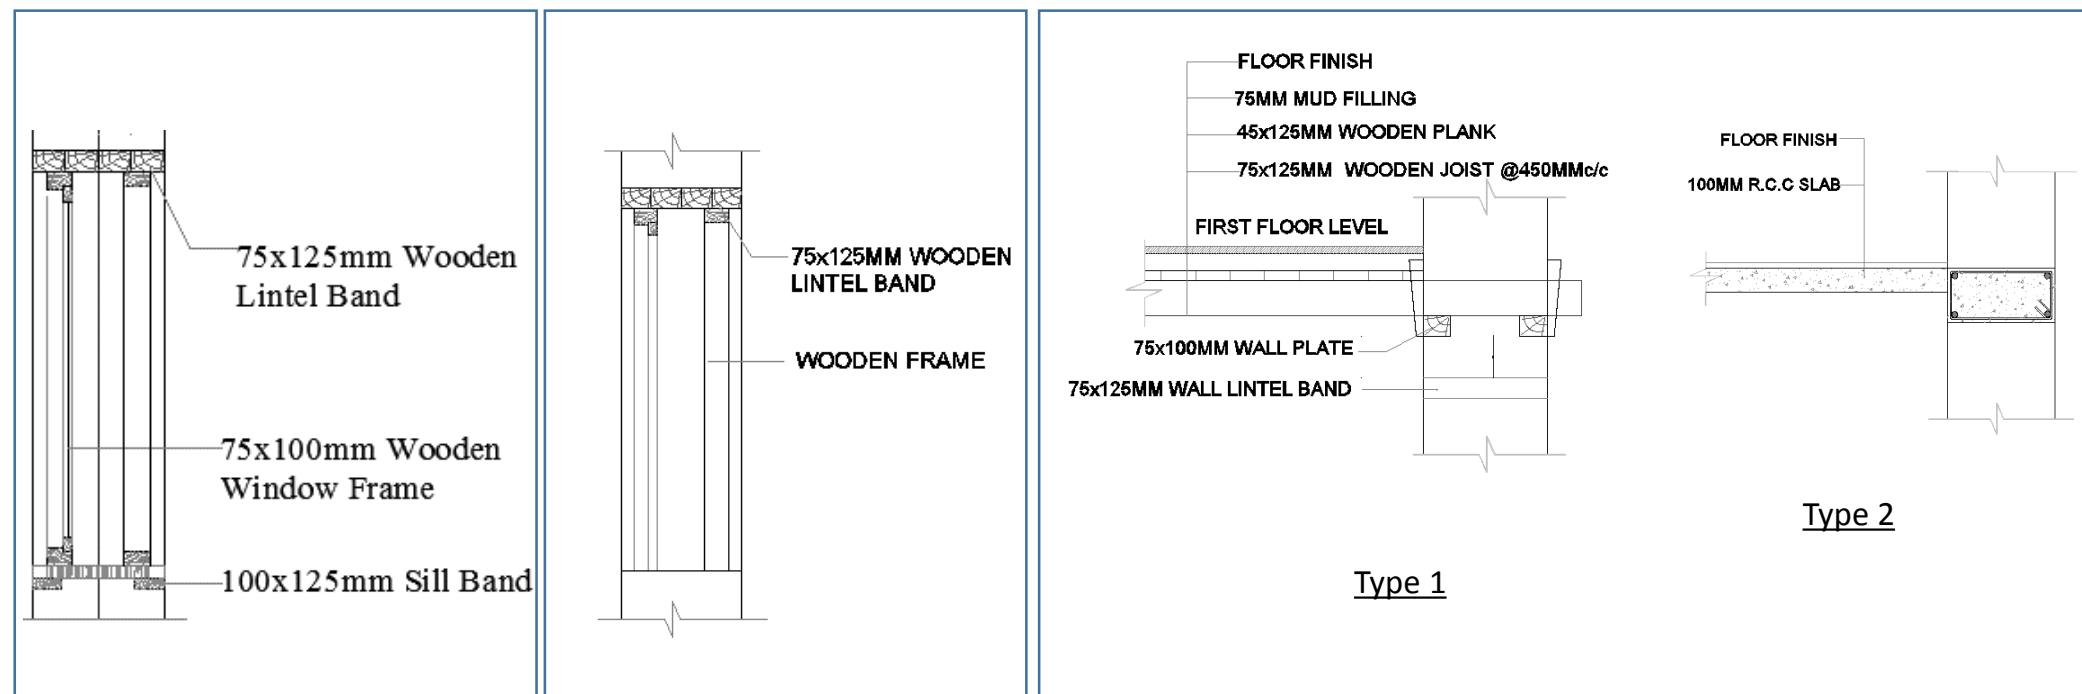 75x125mm Wooden
Lintel Band
75x100mm Wooden
Window Frame
100x125mm Sill Band
75x125MM WOODEN
LINTEL BAND
WOODEN FRAME
FLOOR FINISH
75MM MUD FILLING
45x125MM WOODEN PLANK
75x125MM WOODEN JOIST @450MMc/c
FIRST FLOOR LEVEL
75x100MM WALL PLATE
75x125MM WALL LINTEL BAND
Type 1
FLOOR FINISH
100MM R.C.C SLAB
Type 2